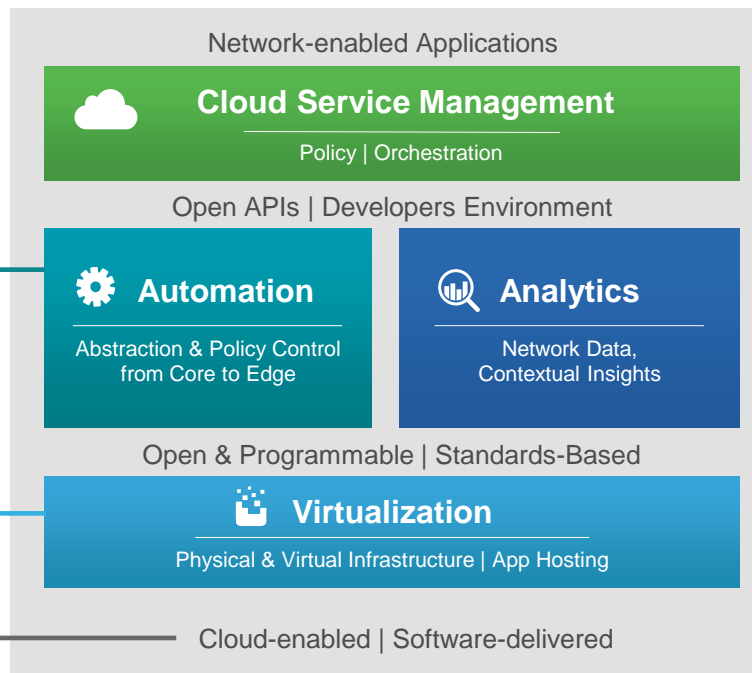 Network-enabled Applications
Cloud Service Management
Policy | Orchestration
Open APIs | Developers Environment
Automation
Abstraction & Policy Control
from Core to Edge
Analytics
Network Data,
Contextual Insights
Open & Programmable | Standards-Based
Virtualization
Physical & Virtual Infrastructure | App Hosting
Cloud-enabled | Software-delivered